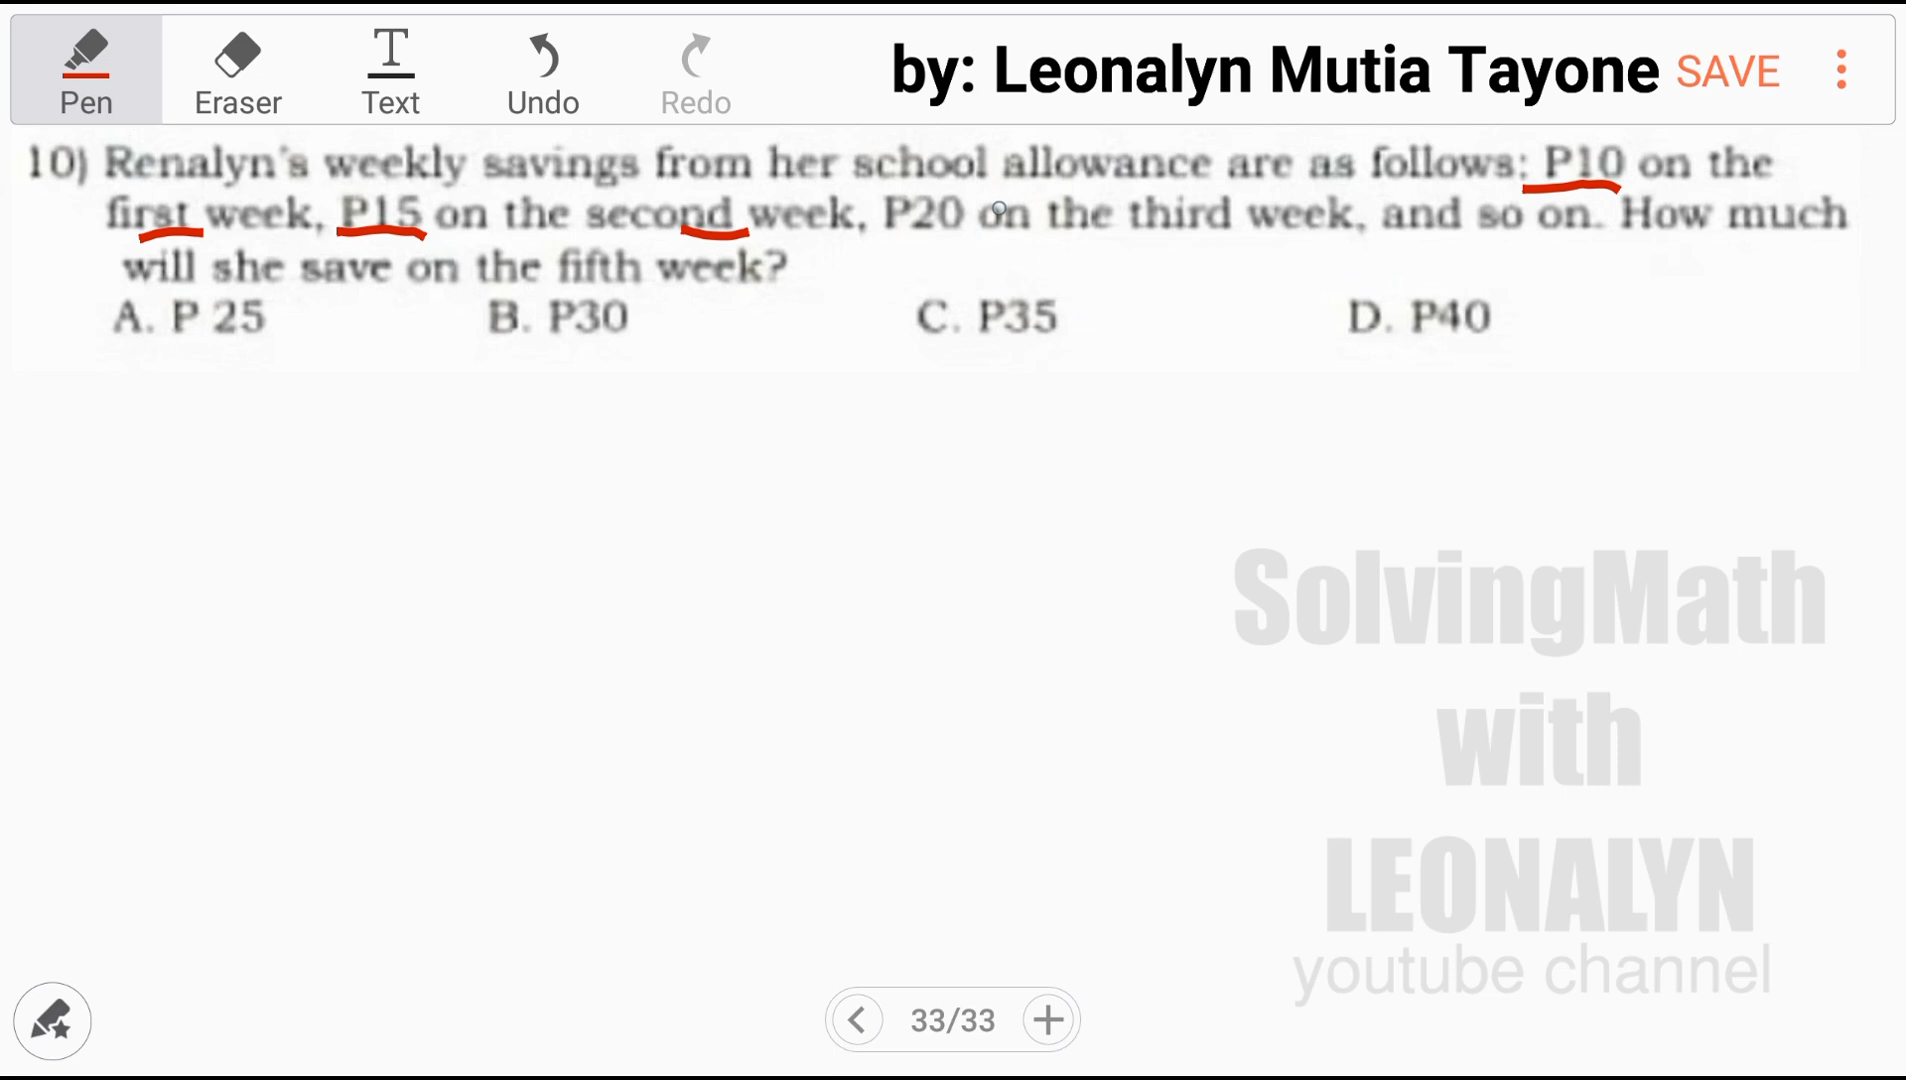 Pen
Eraser
Text
Undo
Redo
by: Leonalyn Mutia Tayone
SAVE
10) Renalyn's weekly savings from her school allowance are as follows: P10 on the
first week, P15 on the second week, P20 on the third week, and so on. How much
will she save on the fifth week?
A. P 25 B. P30 C. P35 D. P40
SolvingMath
with
LEONALYN
youtube channel
33/33